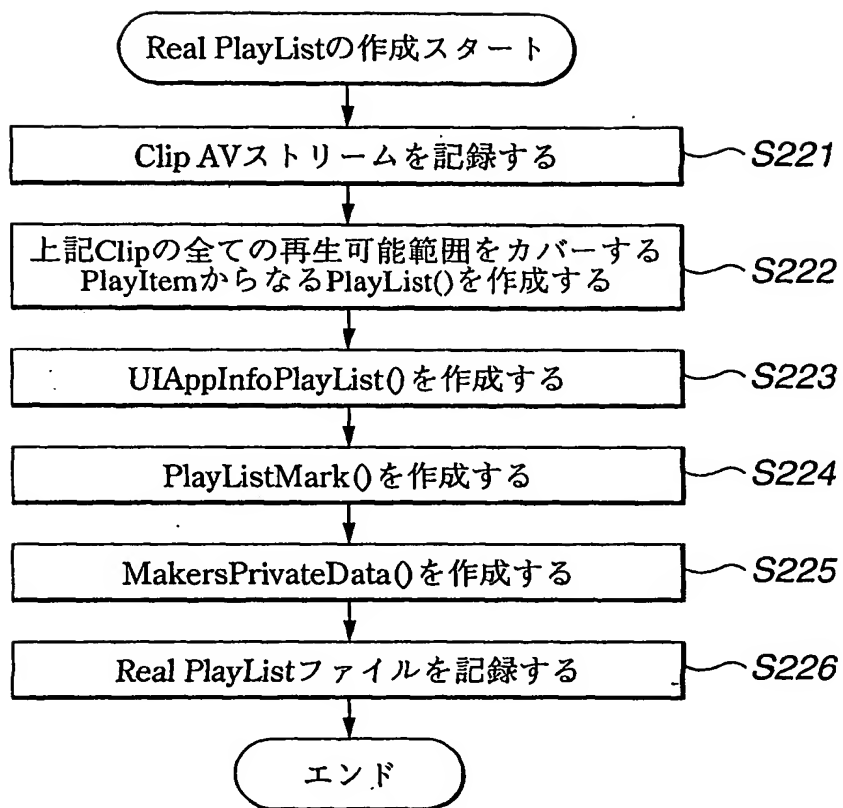 Real PlayListの作成スタート
Clip AVストリームを記録する
S221
上記Clipの全ての再生可能範囲をカバーする
PlayItemからなるPlayList()を作成する
S222
UIAppInfoPlayList()を作成する
S223
PlayListMark()を作成する
S224
MakersPrivateData()を作成する
S225
Real PlayListファイルを記録する
S226
エンド